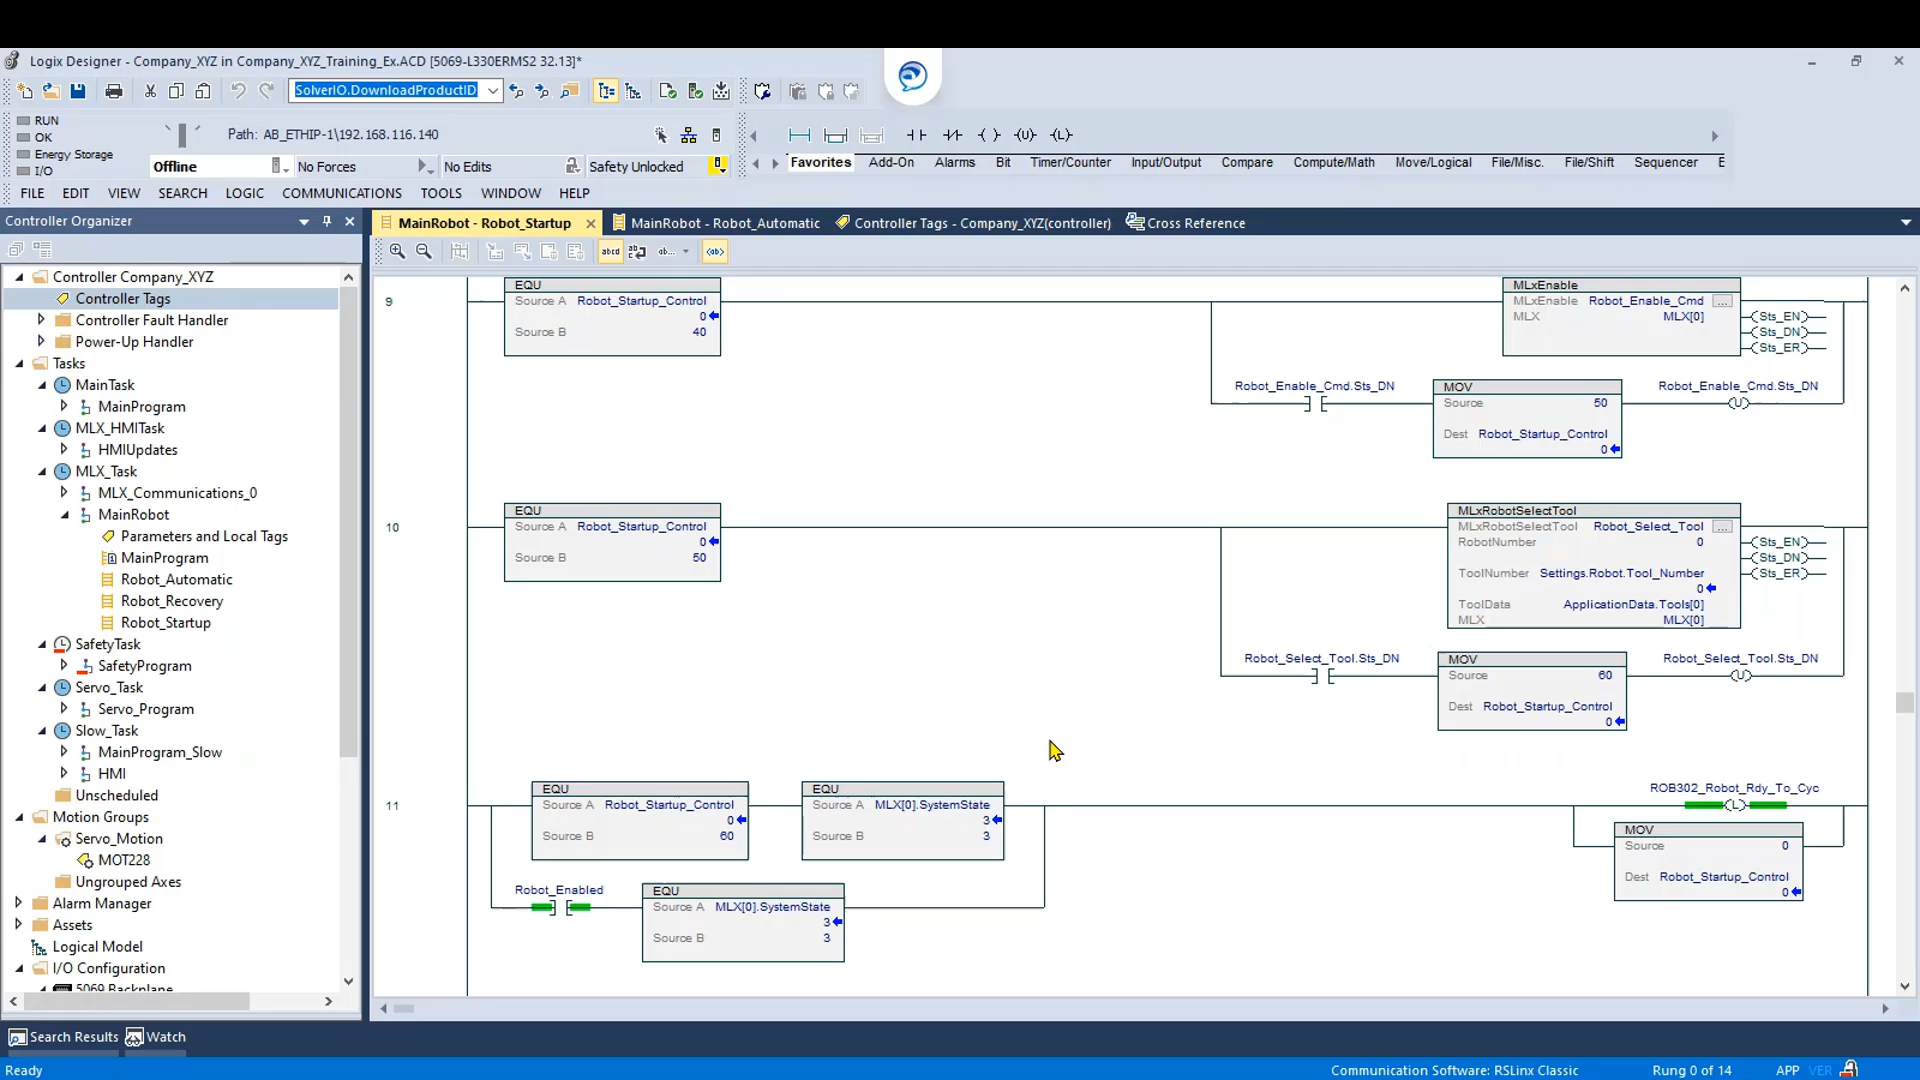 Logix Designer - Company_XYZ in Company_XYZ_Training_Ex.ACD [5069-L330ERMS2 32.13]*
SolverIO.DownloadProductID
RUN
OK
Energy Storage
I/O
Path: AB_ETHIP-1\192.168.116.140
Offline
No Forces
No Edits
Safety Unlocked
Favorites Add-On Alarms Bit Timer/Counter Input/Output Compare Compute/Math Move/Logical File/Misc. File/Shift Sequencer E
FILE EDIT VIEW SEARCH LOGIC COMMUNICATIONS TOOLS WINDOW HELP
Controller Organizer
MainRobot - Robot_Startup
MainRobot - Robot_Automatic
Controller Tags - Company_XYZ(controller)
Cross Reference
Controller Company_XYZ
Controller Tags
Controller Fault Handler
Power-Up Handler
Tasks
MainTask
MainProgram
MLX_HMITask
HMIUpdates
MLX_Task
MLX_Communications_0
MainRobot
Parameters and Local Tags
MainProgram
Robot_Automatic
Robot_Recovery
Robot_Startup
SafetyTask
SafetyProgram
Servo_Task
Servo_Program
Slow_Task
MainProgram_Slow
HMI
Unscheduled
Motion Groups
Servo_Motion
MOT228
Ungrouped Axes
Alarm Manager
Assets
Logical Model
I/O Configuration
5069 Backplane
9
EQU
Source A Robot_Startup_Control
0
Source B 40
MLxEnable
MLxEnable Robot_Enable_Cmd ...
MLX MLX[0]
Sts_EN
Sts_DN
Sts_ER
Robot_Enable_Cmd.Sts_DN
MOV
Source 50
Dest Robot_Startup_Control
0
Robot_Enable_Cmd.Sts_DN
U
10
EQU
Source A Robot_Startup_Control
0
Source B 50
MLxRobotSelectTool
MLxRobotSelectTool Robot_Select_Tool ...
RobotNumber 0
ToolNumber Settings.Robot.Tool_Number
0
ToolData ApplicationData.Tools[0]
MLX MLX[0]
Sts_EN
Sts_DN
Sts_ER
Robot_Select_Tool.Sts_DN
MOV
Source 60
Dest Robot_Startup_Control
0
Robot_Select_Tool.Sts_DN
U
11
EQU
Source A Robot_Startup_Control
0
Source B 60
EQU
Source A MLX[0].SystemState
3
Source B 3
ROB302_Robot_Rdy_To_Cyc
L
MOV
Source 0
Dest Robot_Startup_Control
0
Robot_Enabled
EQU
Source A MLX[0].SystemState
3
Source B 3
Search Results
Watch
Ready
Communication Software: RSLinx Classic
Rung 0 of 14
APP
VER